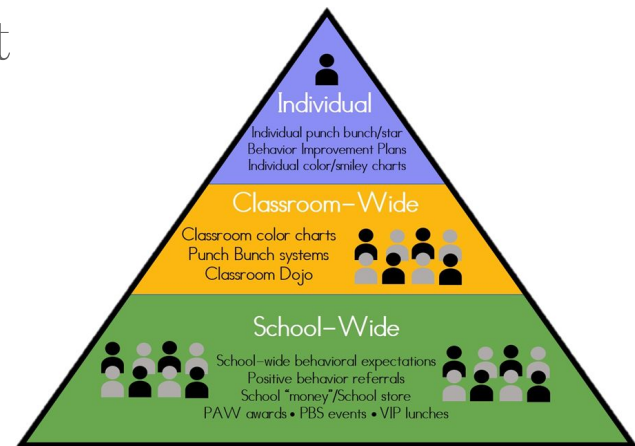 t
Individual
Individual punch bunch/star
Behavior Improvement Plans
Individual color/smiley charts
Classroom-Wide
Classroom color charts
Punch Bunch systems
Classroom Dojo
School-Wide
School-wide behavioral expectations
Positive behavior referrals
School "money"/School store
PAW awards • PBS events • VIP lunches